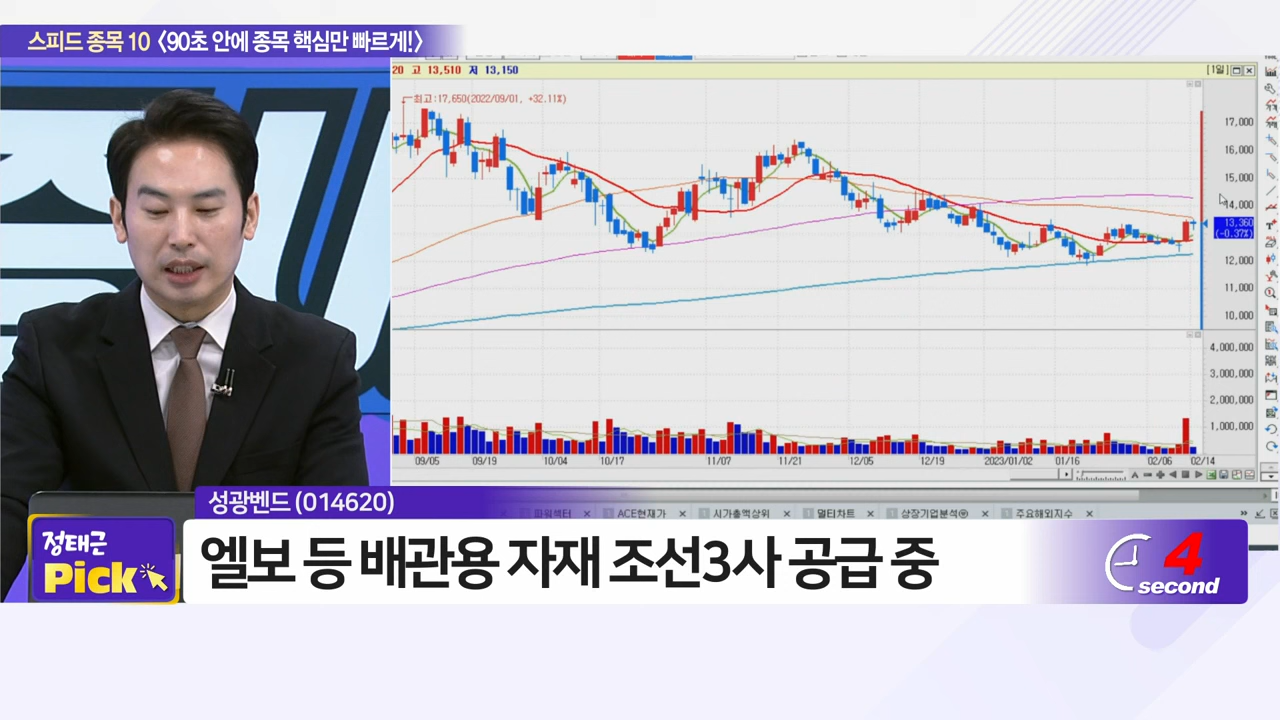 스피드 종목 10 〈90초 안에 종목 핵심만 빠르게!〉
20 고 13,510 저 13,150
[1일]
최고:17,650(2022/09/01, +32.11%)
17,000
16,000
15,000
14,000
13,360
(-0.37%)
12,000
11,000
10,000
4,000,000
3,000,000
2,000,000
1,000,000
09/05 09/19 10/04 10/17 11/07 11/21 12/05 12/19 2023/01/02 01/16 02/06 02/14
성광벤드 (014620)
파워섹터 ACE현재가 시가총액상위 멀티차트 상장기업분석 주요해외지수
정태근
Pick
엘보 등 배관용 자재 조선3사 공급 중
4
second